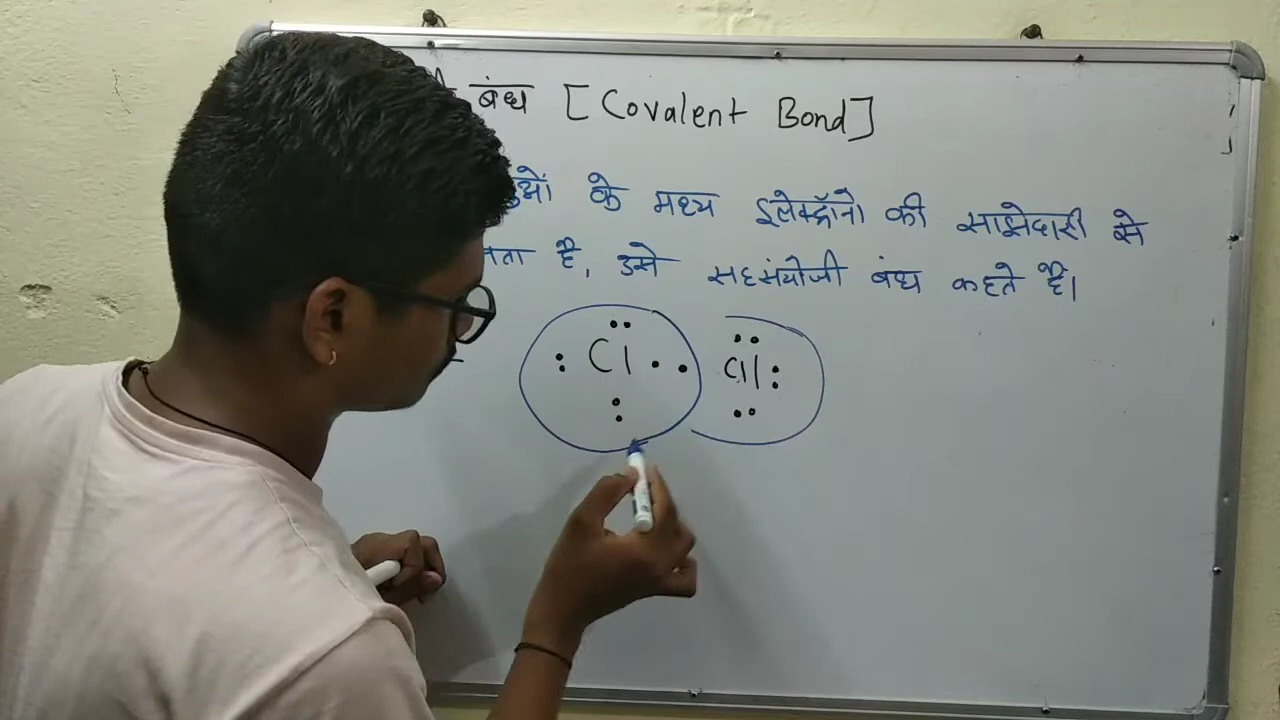 बंध [Covalent Bond]
के मध्य इलेक्ट्रॉनो की साझेदारी से
है, उसे सहसंयोजी बंध कहते है।
Cl Cl